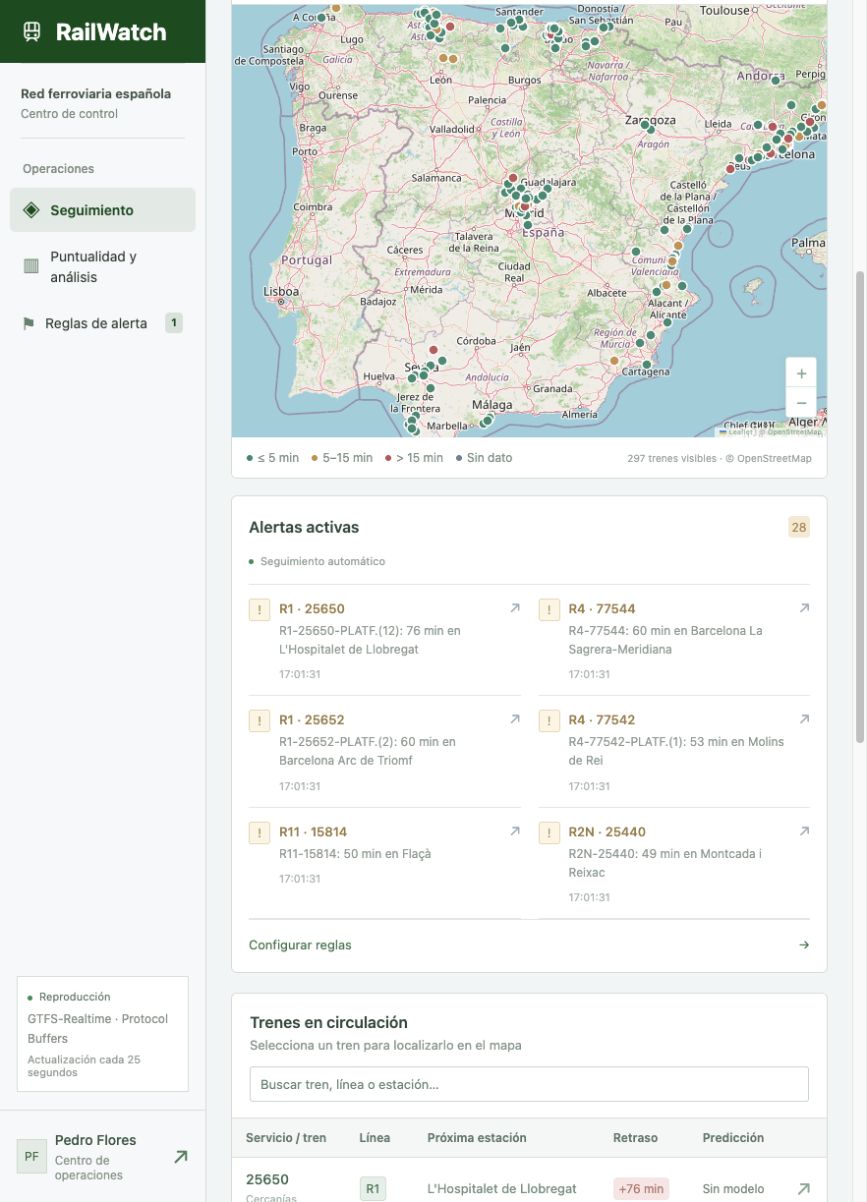 RailWatch
Red ferroviaria española
Centro de control
Operaciones
Seguimiento
Puntualidad y
análisis
Reglas de alerta 1
Reproducción
GTFS-Realtime · Protocol
Buffers
Actualización cada 25
segundos
PF
Pedro Flores
Centro de
operaciones
Santander
Donostia /
San Sebastián
Pau
Toulouse
Lugo
Santiago
de Compostela
Galicia
León
Burgos
Navarra /
Nafarroa
Perpig
Vigo
Ourense
Palencia
Braga
Valladolid
Castilla
y León
Lleida
Aragón
Porto
Salamanca
Guadalajara
Castelló
de la Plana /
Castellón
de la Plana
Coimbra
España
Palma
Portugal
Cáceres
Talavera
de la Reina
Extremadura
Ciudad
Real
Valenciana
Lisboa
Mérida
Albacete
Badajoz
Alacant /
Alicante
Córdoba
Jaén
Región de
Murcia
Huelva
Andalucía
Cartagena
Granada
Jerez de
la Frontera
Málaga
Almería
Marbella
+
−
Leaflet | © OpenStreetMap
≤ 5 min 5–15 min > 15 min Sin dato 297 trenes visibles · © OpenStreetMap
Alertas activas 28
Seguimiento automático
! R1 · 25650
R1-25650-PLATF.(12): 76 min en
L'Hospitalet de Llobregat
17:01:31
! R4 · 77544
R4-77544: 60 min en Barcelona La
Sagrera-Meridiana
17:01:31
! R1 · 25652
R1-25652-PLATF.(2): 60 min en
Barcelona Arc de Triomf
17:01:31
! R4 · 77542
R4-77542-PLATF.(1): 53 min en Molins
de Rei
17:01:31
! R11 · 15814
R11-15814: 50 min en Flaçà
17:01:31
! R2N · 25440
R2N-25440: 49 min en Montcada i
Reixac
17:01:31
Configurar reglas
Trenes en circulación
Selecciona un tren para localizarlo en el mapa
Buscar tren, línea o estación...
Servicio / tren Línea Próxima estación Retraso Predicción
25650 R1 L'Hospitalet de Llobregat +76 min Sin modelo
Cercanías